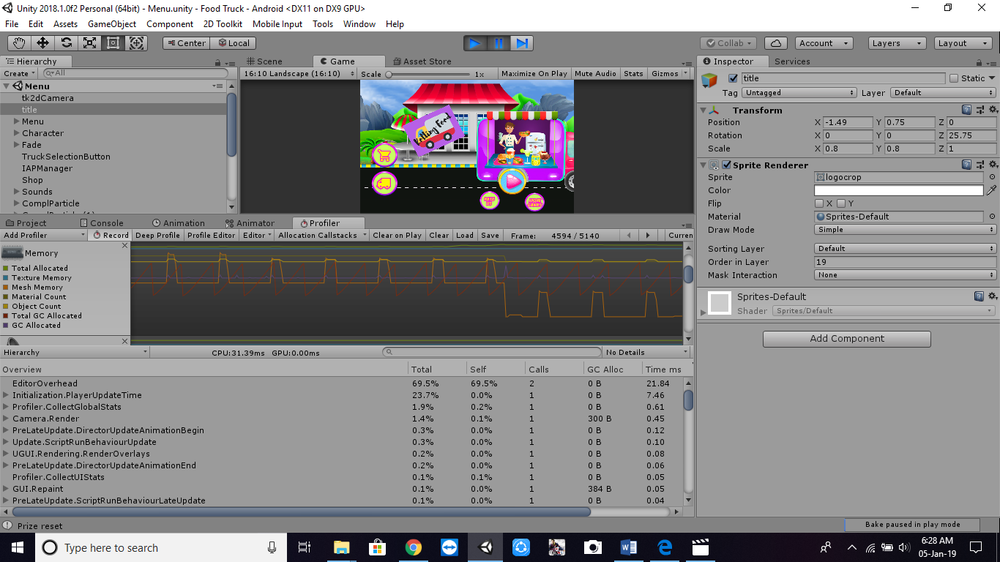 Unity 2018.1.0f2 Personal (64bit) - Menu.unity - Food Truck - Android <DX11 on DX9 GPU>
File Edit Assets GameObject Component 2D Toolkit Mobile Input Tools Window Help
Center Local Collab Account Layers Layout
Hierarchy Scene Game Asset Store Inspector Services
Create All 16:10 Landscape (16:10) Scale 1x Maximize On Play Mute Audio Stats Gizmos title Static
Menu
tk2dCamera
title
Menu
Character
Fade
TruckSelectionButton
IAPManager
Shop
Sounds
ComplParticle
Food
RATE US
MORE GAMES
Tag Untagged Layer Default
Transform
Position X -1.49 Y 0.75 Z 0
Rotation X 0 Y 0 Z 25.75
Scale X 0.8 Y 0.8 Z 1
Sprite Renderer
Sprite logocrop
Color
Flip X Y
Material Sprites-Default
Draw Mode Simple
Sorting Layer Default
Order in Layer 19
Mask Interaction None
Sprites-Default
Shader Sprites/Default
Add Component
Project Console Animation Animator Profiler
Add Profiler Record Deep Profile Profile Editor Editor Allocation Callstacks Clear on Play Clear Load Save Frame: 4594 / 5140 Curren
Memory
Total Allocated
Texture Memory
Mesh Memory
Material Count
Object Count
Total GC Allocated
GC Allocated
Hierarchy CPU:31.39ms GPU:0.00ms No Details
Overview Total Self Calls GC Alloc Time ms
EditorOverhead 69.5% 69.5% 2 0 B 21.84
Initialization.PlayerUpdateTime 23.7% 0.0% 1 0 B 7.46
Profiler.CollectGlobalStats 1.9% 0.2% 1 0 B 0.61
Camera.Render 1.4% 0.1% 1 300 B 0.45
PreLateUpdate.DirectorUpdateAnimationBegin 0.3% 0.0% 1 0 B 0.12
Update.ScriptRunBehaviourUpdate 0.3% 0.0% 1 0 B 0.10
UGUI.Rendering.RenderOverlays 0.2% 0.0% 1 0 B 0.08
PreLateUpdate.DirectorUpdateAnimationEnd 0.2% 0.0% 1 0 B 0.06
Profiler.CollectUIStats 0.1% 0.1% 1 0 B 0.05
GUI.Repaint 0.1% 0.0% 1 384 B 0.05
PreLateUpdate.ScriptRunBehaviourLateUpdate 0.1% 0.0% 1 0 B 0.04
Prize reset Bake paused in play mode
Type here to search
6:28 AM
05-Jan-19